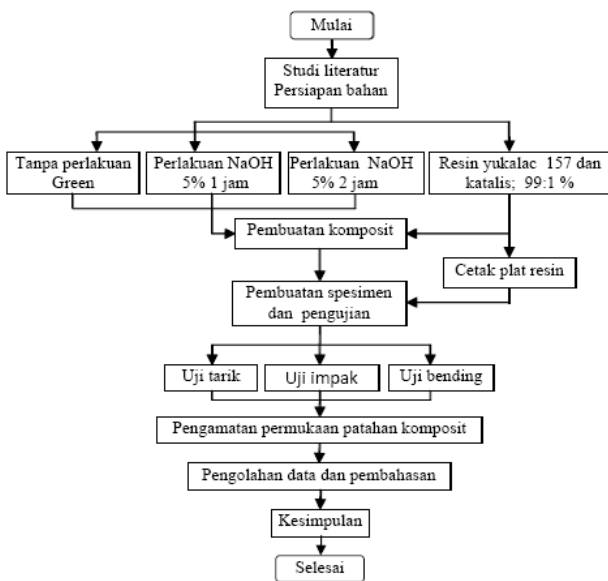 Mulai
Studi literatur
Persiapan bahan
Tanpa perlakuan
Green
Perlakuan NaOH
5% 1 jam
Perlakuan NaOH
5% 2 jam
Resin yukalac 157 dan
katalis; 99:1 %
Pembuatan komposit
Cetak plat resin
Pembuatan spesimen
dan pengujian
Uji tarik
Uji impak
Uji bending
Pengamatan permukaan patahan komposit
Pengolahan data dan pembahasan
Kesimpulan
Selesai